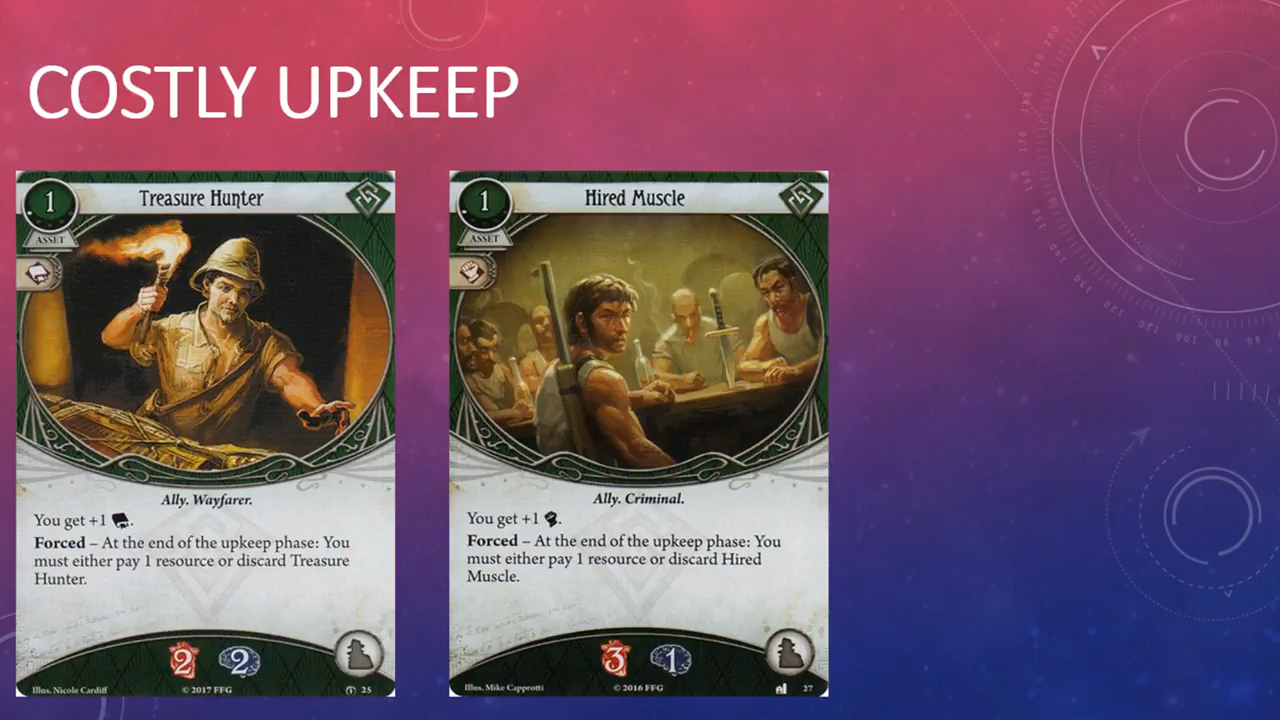 COSTLY UPKEEP
1
Treasure Hunter
ASSET
Ally. Wayfarer.
You get +1 .
Forced – At the end of the upkeep phase: You
must either pay 1 resource or discard Treasure
Hunter.
2
2
Illus. Nicole Cardiff
© 2017 FFG
25
1
Hired Muscle
ASSET
Ally. Criminal.
You get +1 .
Forced – At the end of the upkeep phase: You
must either pay 1 resource or discard Hired
Muscle.
3
1
Illus. Mike Capprotti
© 2016 FFG
27